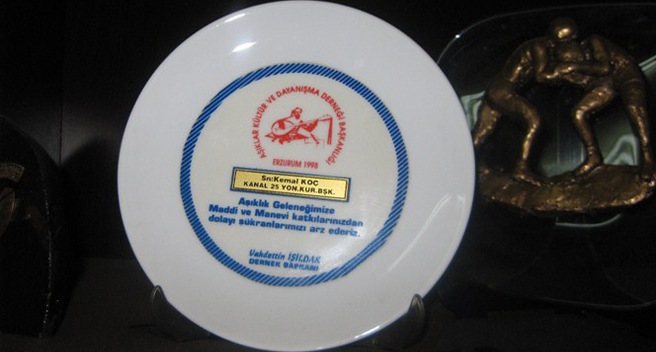 AŞIKLAR KÜLTÜR VE DAYANIŞMA DERNEĞİ BAŞKANLIĞI
ERZURUM 1998
Sn:Kemal KOÇ
KANAL 25 YON.KUR.BŞK.
Aşıklık Geleneğimize
Maddi ve Manevi katkılarınızdan
dolayı şükranlarımızı arz ederiz.
Vahdettin IŞILDAK
DERNEK BAŞKANI